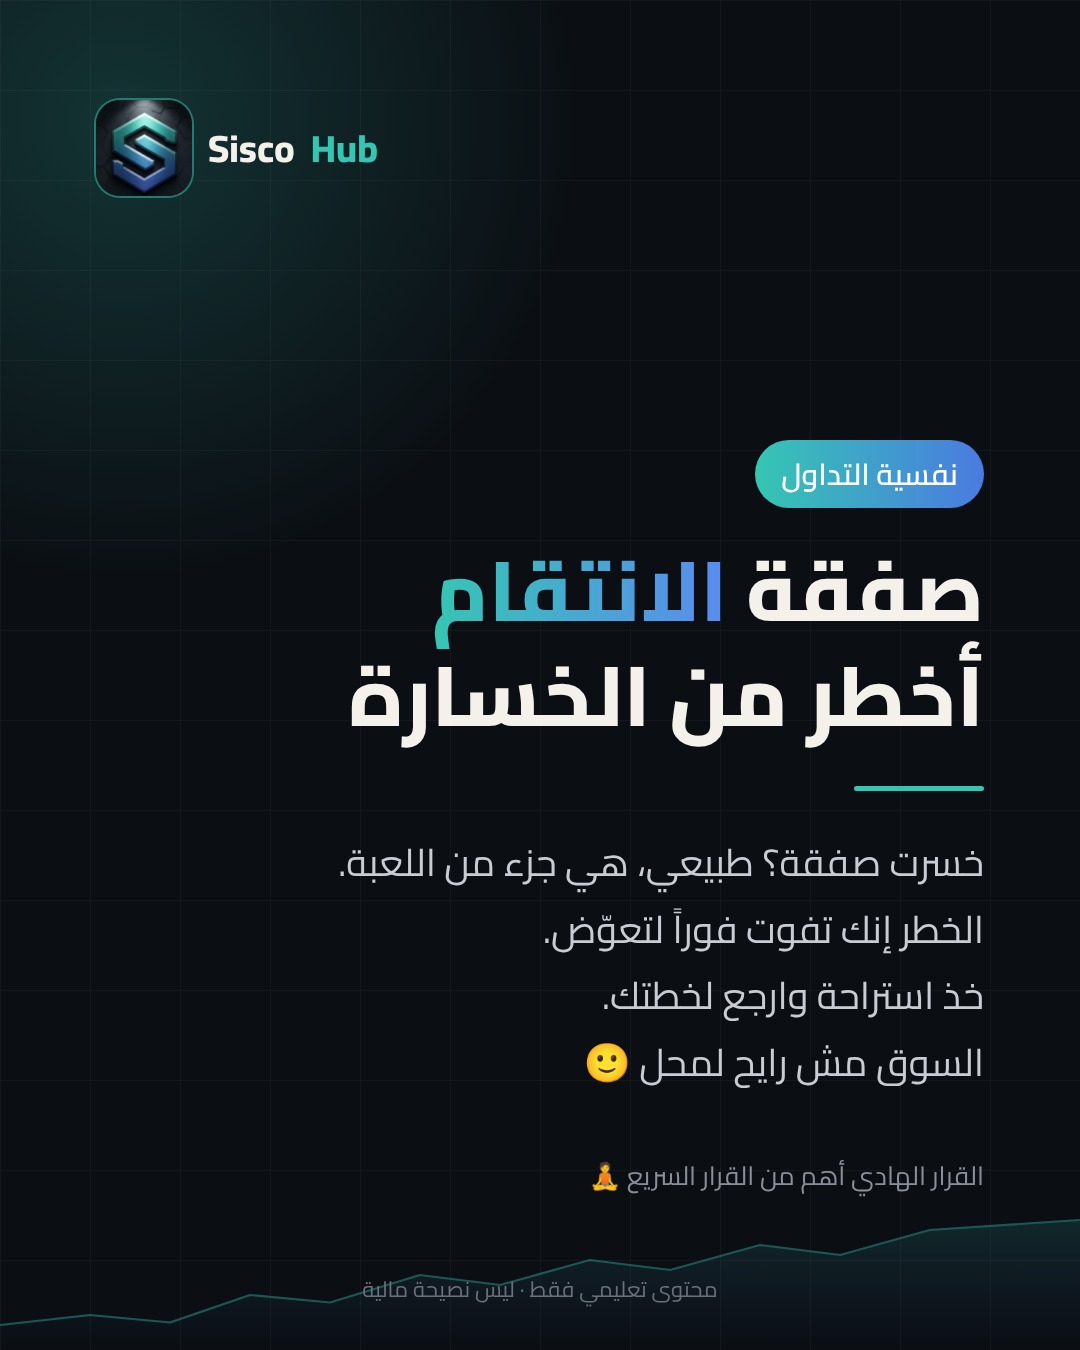 Sisco Hub
نفسية التداول
صفقة الانتقام
أخطر من الخسارة
خسرت صفقة؟ طبيعي، هي جزء من اللعبة.
الخطر إنك تفوت فوراً لتعوّض.
خذ استراحة وارجع لخطتك.
السوق مش رايح لمحل 🙂
القرار الهادي أهم من القرار السريع 🧘
محتوى تعليمي فقط · ليس نصيحة مالية